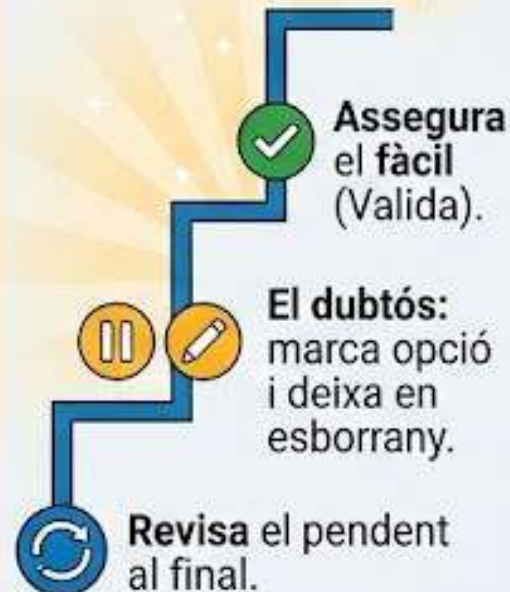 Assegura
el fàcil
(Valida).
El dubtós:
marca opció
i deixa en
esborrany.
Revisa el pendent
al final.